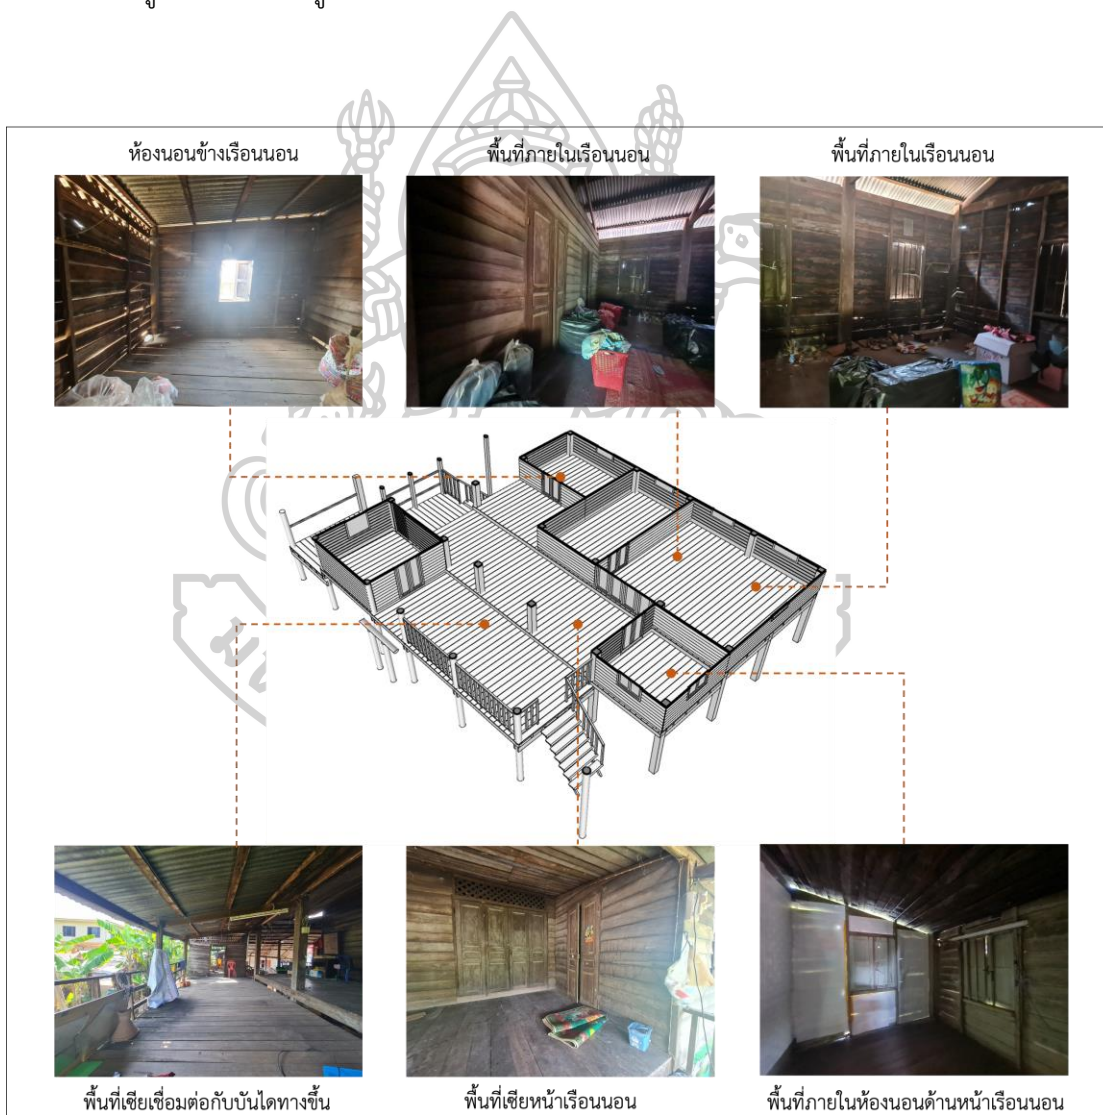 ห้องนอนข้างเรือนนอน
พื้นที่ภายในเรือนนอน
พื้นที่ภายในเรือนนอน
พื้นที่เซียเชื่อมต่อกับบันไดทางขึ้น
พื้นที่เซียหน้าเรือนนอน
พื้นที่ภายในห้องนอนด้านหน้าเรือนนอน